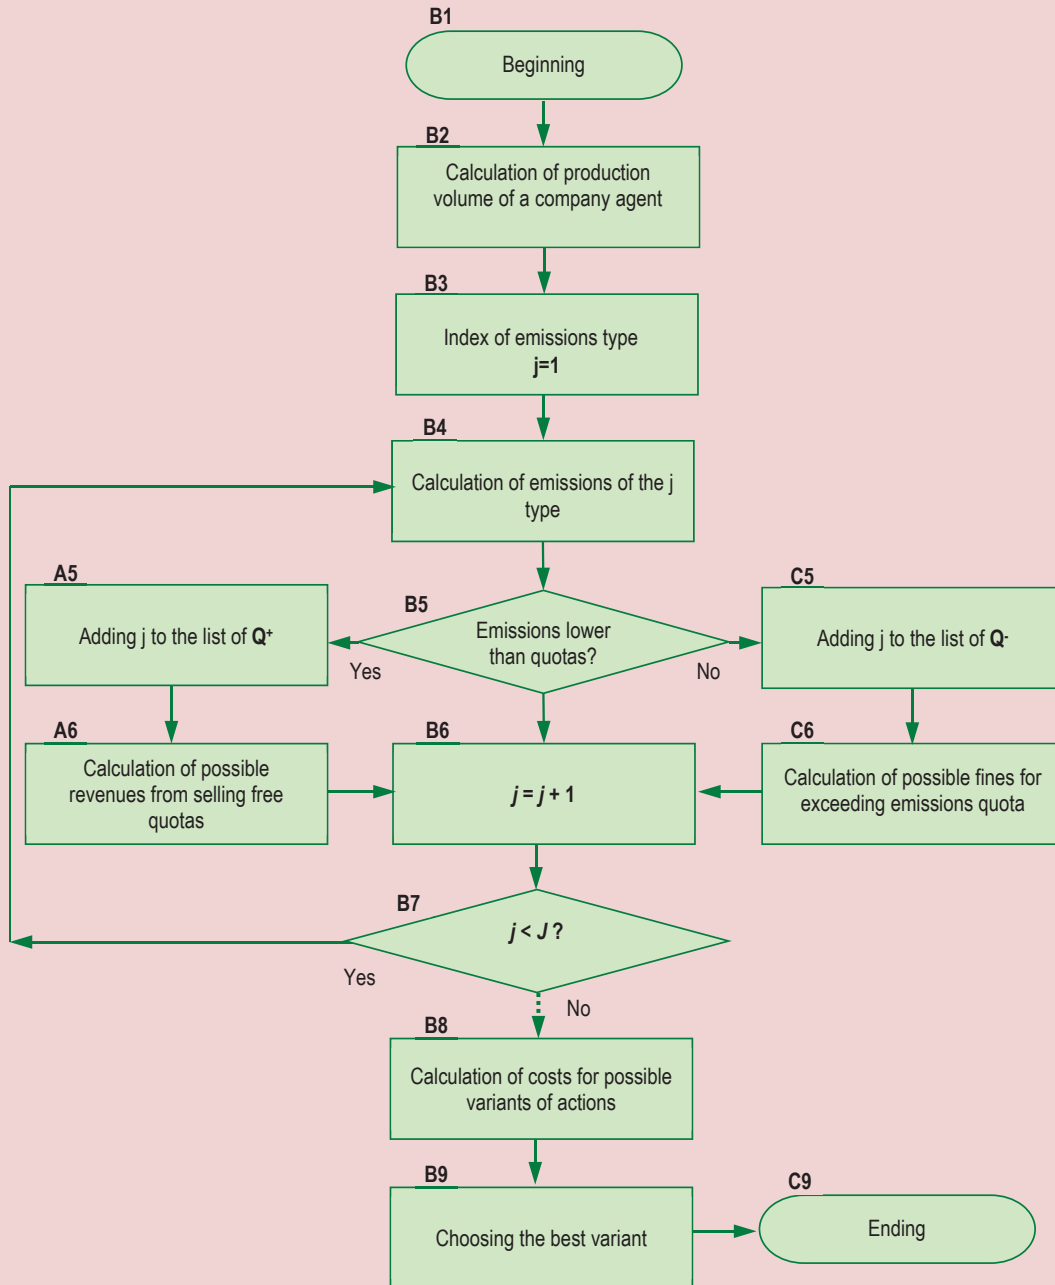 B1
Beginning
B2
Calculation of production
volume of a company agent
B3
Index of emissions type
j=1
B4
Calculation of emissions of the j
type
A5
Adding j to the list of Q⁺
B5
Emissions lower
than quotas?
Yes
No
C5
Adding j to the list of Q⁻
A6
Calculation of possible
revenues from selling free
quotas
B6
j = j + 1
C6
Calculation of possible fines for
exceeding emissions quota
B7
j < J ?
Yes
No
B8
Calculation of costs for possible
variants of actions
B9
Choosing the best variant
C9
Ending